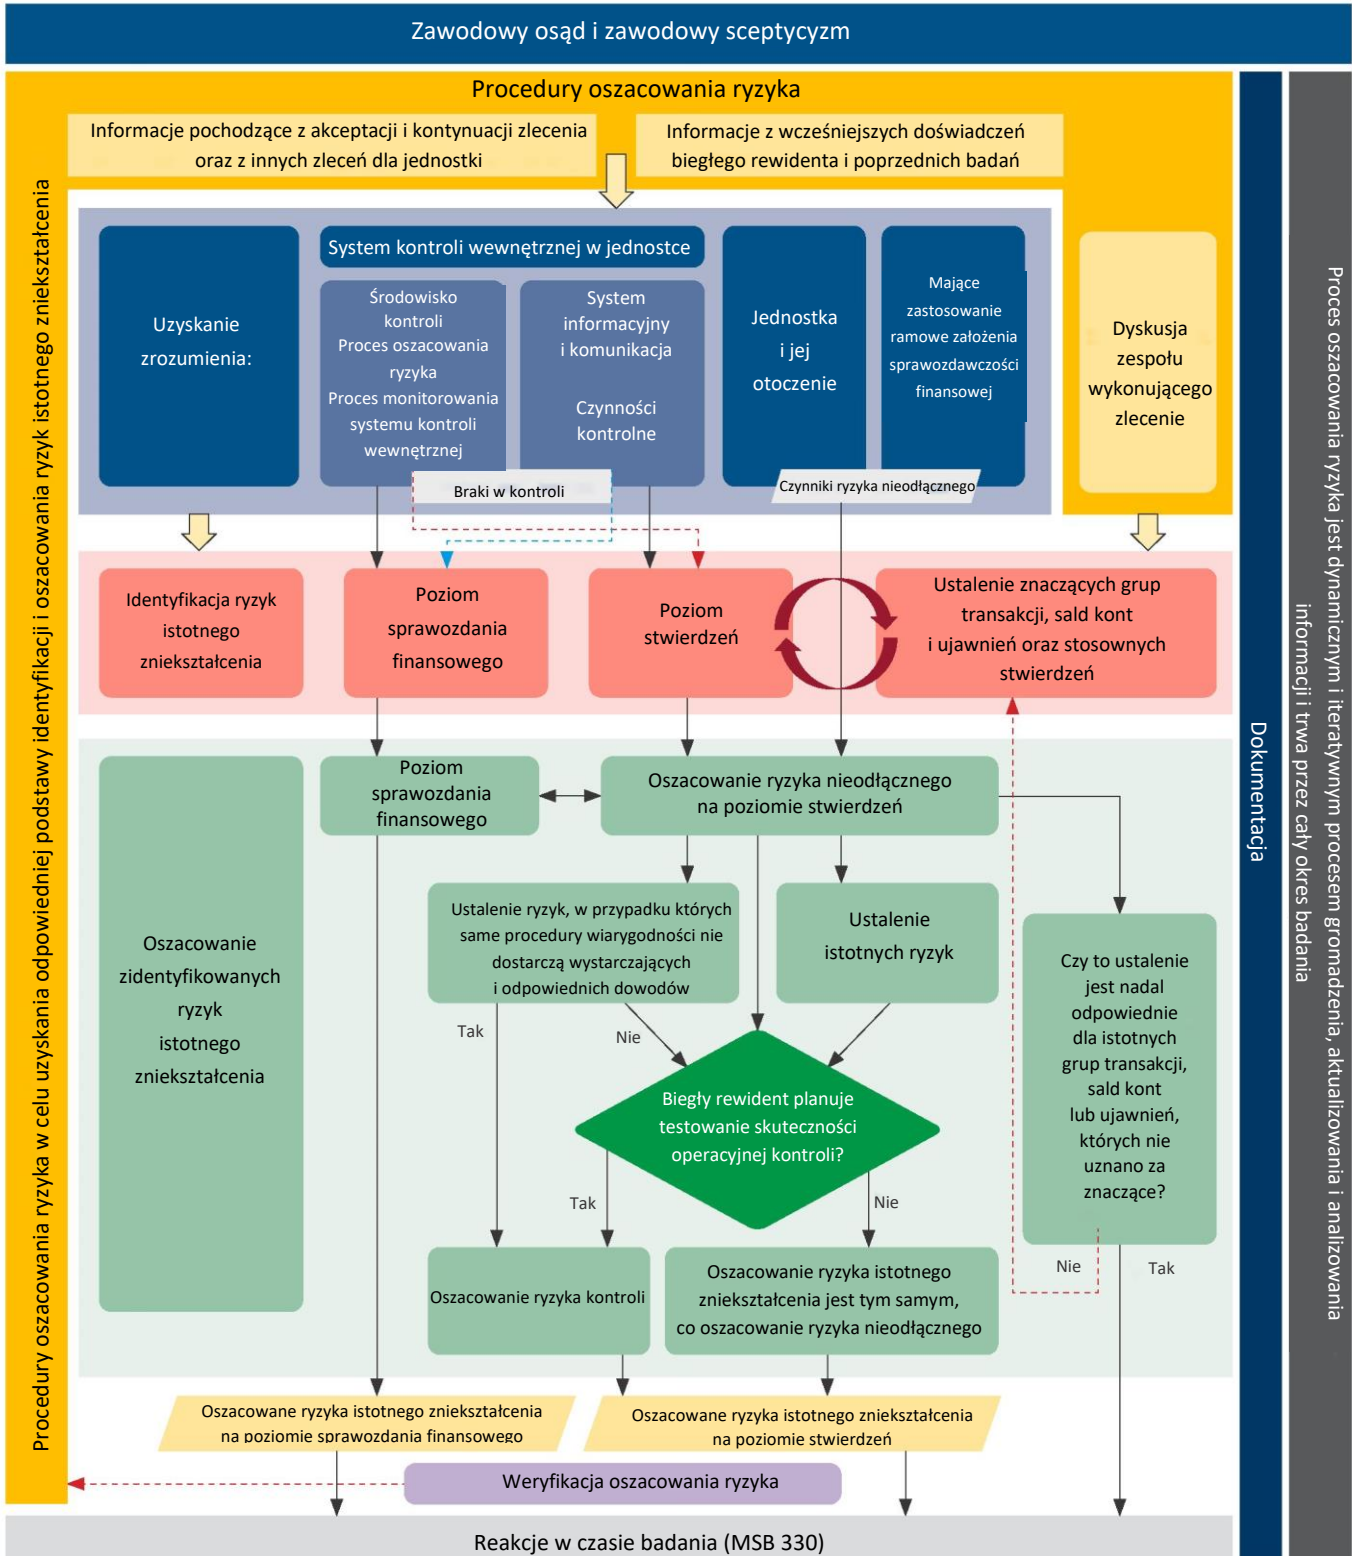 Zawodowy osąd i zawodowy sceptycyzm
Procedury oszacowania ryzyka
Informacje pochodzące z akceptacji i kontynuacji zlecenia
oraz z innych zleceń dla jednostki
Informacje z wcześniejszych doświadczeń
biegłego rewidenta i poprzednich badań
Procedury oszacowania ryzyka w celu uzyskania odpowiedniej podstawy identyfikacji i oszacowania ryzyk istotnego zniekształcenia
Uzyskanie
zrozumienia:
System kontroli wewnętrznej w jednostce
Środowisko
kontroli
Proces oszacowania
ryzyka
Proces monitorowania
systemu kontroli
wewnętrznej
System
informacyjny
i komunikacja
Czynności
kontrolne
Jednostka
i jej
otoczenie
Mające
zastosowanie
ramowe założenia
sprawozdawczości
finansowej
Dyskusja
zespołu
wykonującego
zlecenie
Braki w kontroli
Czynniki ryzyka nieodłącznego
Identyfikacja ryzyk
istotnego
zniekształcenia
Poziom
sprawozdania
finansowego
Poziom
stwierdzeń
Ustalenie znaczących grup
transakcji, sald kont
i ujawnień oraz stosownych
stwierdzeń
Oszacowanie
zidentyfikowanych
ryzyk
istotnego
zniekształcenia
Poziom
sprawozdania
finansowego
Oszacowanie ryzyka nieodłącznego
na poziomie stwierdzeń
Ustalenie ryzyk, w przypadku których
same procedury wiarygodności nie
dostarczą wystarczających
i odpowiednich dowodów
Ustalenie
istotnych ryzyk
Czy to ustalenie
jest nadal
odpowiednie
dla istotnych
grup transakcji,
sald kont
lub ujawnień,
których nie
uznano za
znaczące?
Tak
Nie
Biegły rewident planuje
testowanie skuteczności
operacyjnej kontroli?
Tak
Nie
Oszacowanie ryzyka kontroli
Oszacowanie ryzyka istotnego
zniekształcenia jest tym samym,
co oszacowanie ryzyka nieodłącznego
Nie
Tak
Oszacowane ryzyka istotnego zniekształcenia
na poziomie sprawozdania finansowego
Oszacowane ryzyka istotnego zniekształcenia
na poziomie stwierdzeń
Weryfikacja oszacowania ryzyka
Reakcje w czasie badania (MSB 330)
Dokumentacja
Proces oszacowania ryzyka jest dynamicznym i iteratywnym procesem gromadzenia, aktualizowania i analizowania
informacji i trwa przez cały okres badania